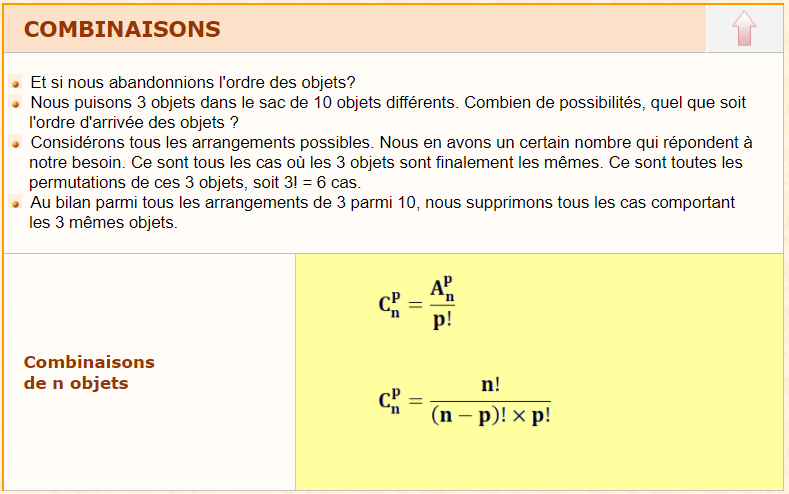 COMBINAISONS
Et si nous abandonnions l'ordre des objets?
Nous puisons 3 objets dans le sac de 10 objets différents. Combien de possibilités, quel que soit
l'ordre d'arrivée des objets ?
Considérons tous les arrangements possibles. Nous en avons un certain nombre qui répondent à
notre besoin. Ce sont tous les cas où les 3 objets sont finalement les mêmes. Ce sont toutes les
permutations de ces 3 objets, soit 3! = 6 cas.
Au bilan parmi tous les arrangements de 3 parmi 10, nous supprimons tous les cas comportant
les 3 mêmes objets.
Combinaisons
de n objets
C_n^p = A_n^p / p!
C_n^p = n! / ((n − p)! × p!)